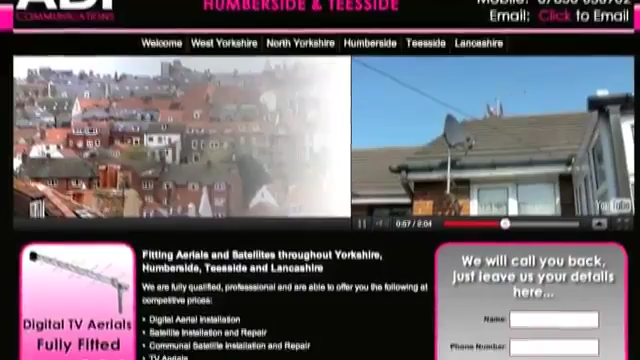 HUMBERSIDE & TEESSIDE
COMMUNICATIONS
Email: Click to Email
Welcome West Yorkshire North Yorkshire Humberside Teesside Lancashire
You Tube
0:57 / 2:04
Fitting Aerials and Satellites throughout Yorkshire,
Humberside, Teesside and Lancashire
We are fully qualified, professional and are able to offer you the following at
competitive prices:
Digital Aerial Installation
Satellite Installation and Repair
Communal Satellite Installation and Repair
TV Aerials
Digital TV Aerials
Fully Fitted
We will call you back,
just leave us your details
here...
Name:
Phone Number: